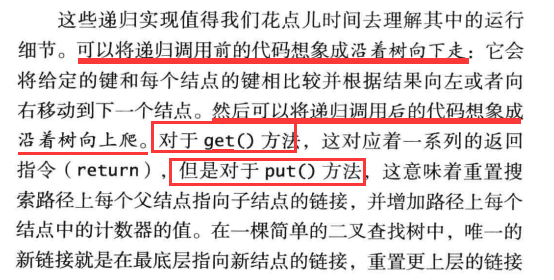 这些递归实现值得我们花点儿时间去理解其中的运行
细节。可以将递归调用前的代码想象成沿着树向下走：它会
将给定的键和每个结点的键相比较并根据结果向左或者向
右移动到下一个结点。然后可以将递归调用后的代码想象成
沿着树向上爬。对于 get() 方法，这对应着一系列的返回
指令（return），但是对于 put() 方法，这意味着重置搜
索路径上每个父结点指向子结点的链接，并增加路径上每个
结点中的计数器的值。在一棵简单的二叉查找树中，唯一的
新链接就是在最底层指向新结点的链接，重置更上层的链接